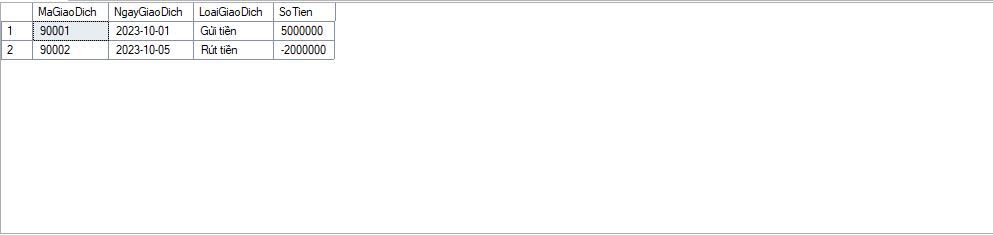 MaGiaoDich NgayGiaoDich LoaiGiaoDich SoTien
1 90001 2023-10-01 Gửi tiền 5000000
2 90002 2023-10-05 Rút tiền -2000000